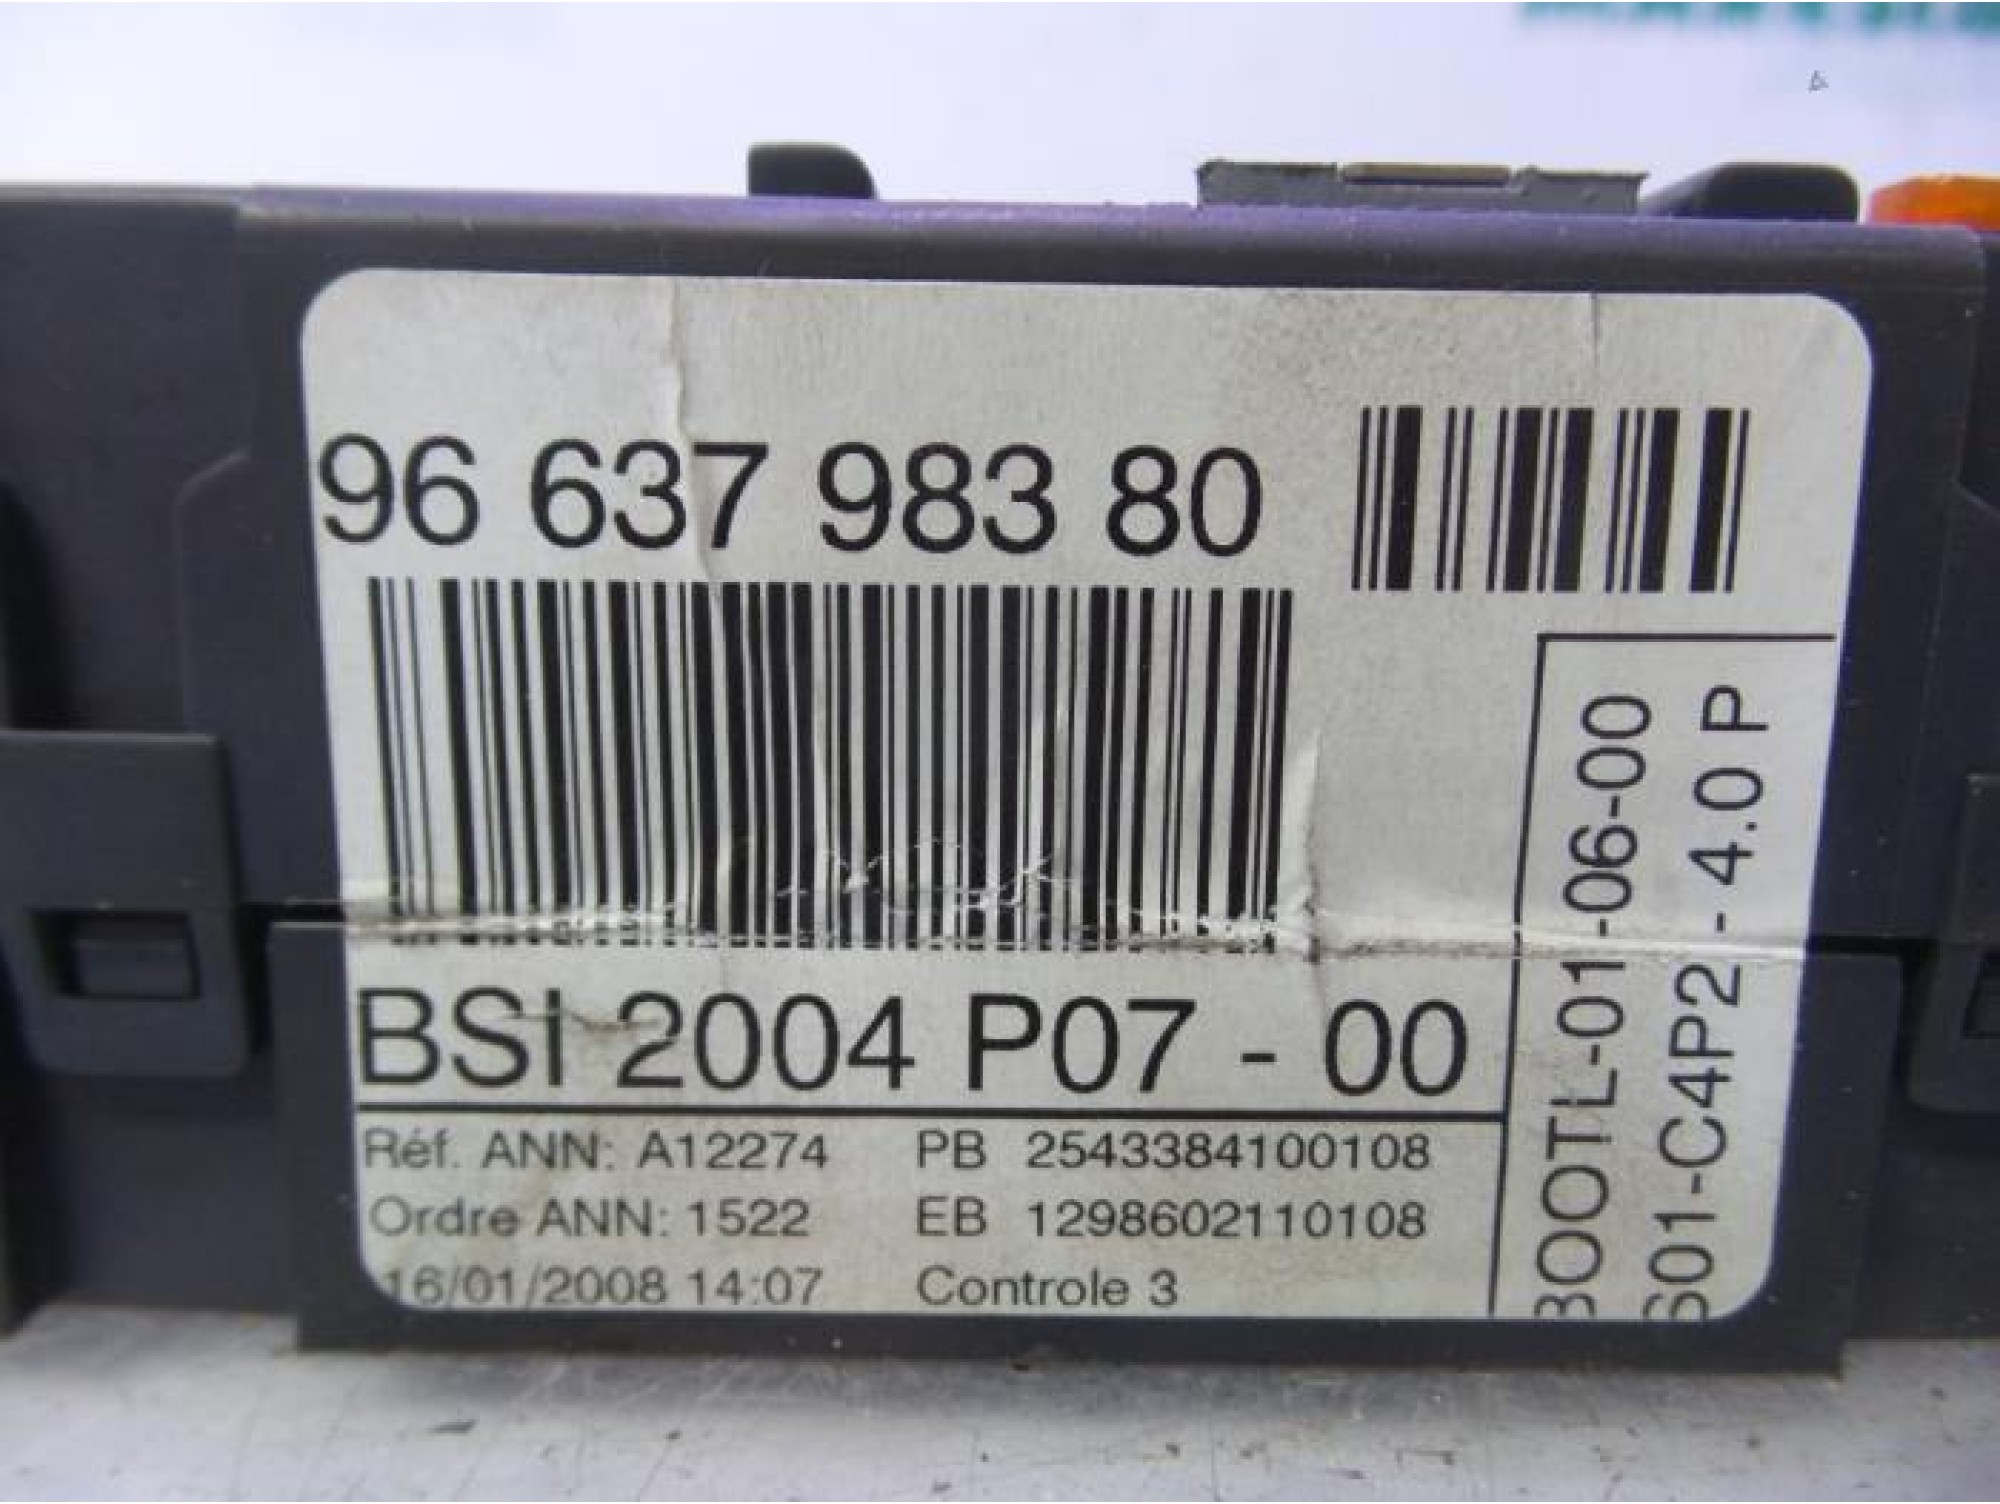 96 637 983 80
BSI 2004 P07 - 00
Réf. ANN: A12274 PB 2543384100108
Ordre ANN: 1522 EB 1298602110108
16/01/2008 14:07 Controle 3
BOOTL-01-06-00
S01-C4P2 - 4.0 P